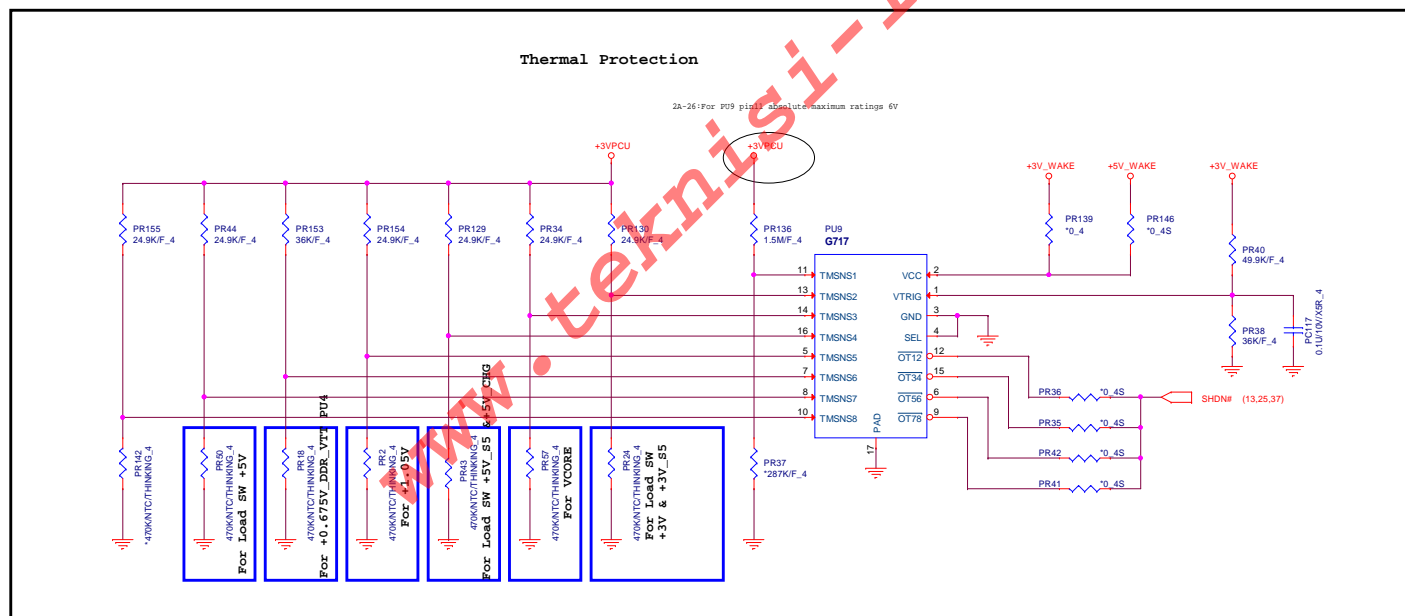 Thermal Protection
2A-26:For PU9 pin11 absolute maximum ratings 6V
+3VPCU
+3VPCU
+3V_WAKE
+5V_WAKE
+3V_WAKE
PR155
24.9K/F_4
PR44
24.9K/F_4
PR153
36K/F_4
PR154
24.9K/F_4
PR129
24.9K/F_4
PR34
24.9K/F_4
PR130
24.9K/F_4
PR136
1.5M/F_4
PU9
G717
PR139
*0_4
PR146
*0_4S
PR40
49.9K/F_4
11 TMSNS1
13 TMSNS2
14 TMSNS3
16 TMSNS4
5 TMSNS5
7 TMSNS6
8 TMSNS7
10 TMSNS8
VCC 2
VTRIG 1
GND 3
SEL 4
OT12 12
OT34 15
OT56 6
OT78 9
PAD
17
PR38
36K/F_4
PC117
0.1U/10V/X5R_4
PR36 *0_4S
PR35 *0_4S
PR42 *0_4S
PR41 *0_4S
SHDN# (13,25,37)
PR142
*470K/NTC/THINKING_4
PR50
470K/NTC/THINKING_4
For Load SW +5V
PR18
470K/NTC/THINKING_4
For +0.675V_DDR_VTT PU4
PR2
470K/NTC/THINKING_4
For +1.05V
PR43
470K/NTC/THINKING_4
For Load SW +5V_S5 &+5V_CHG
PR57
470K/NTC/THINKING_4
For VCORE
PR24
470K/NTC/THINKING_4
For Load SW
+3V & +3V_S5
PR37
*287K/F_4
www.teknisi-